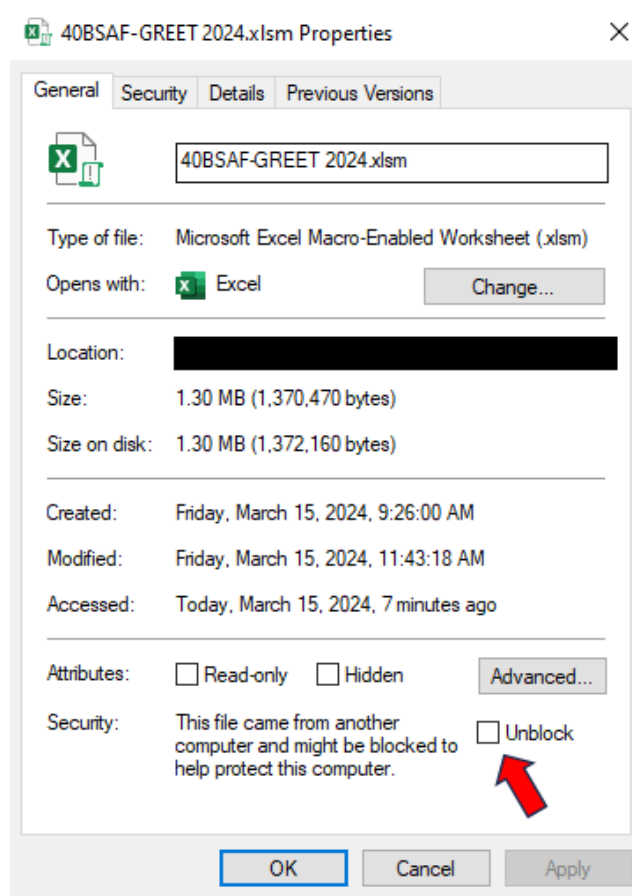 40BSAF-GREET 2024.xlsm Properties
General Security Details Previous Versions
40BSAF-GREET 2024.xlsm
Type of file: Microsoft Excel Macro-Enabled Worksheet (.xlsm)
Opens with: Excel Change...
Location:
Size: 1.30 MB (1,370,470 bytes)
Size on disk: 1.30 MB (1,372,160 bytes)
Created: Friday, March 15, 2024, 9:26:00 AM
Modified: Friday, March 15, 2024, 11:43:18 AM
Accessed: Today, March 15, 2024, 7 minutes ago
Attributes: Read-only Hidden Advanced...
Security: This file came from another
computer and might be blocked to
help protect this computer.
Unblock
OK Cancel Apply